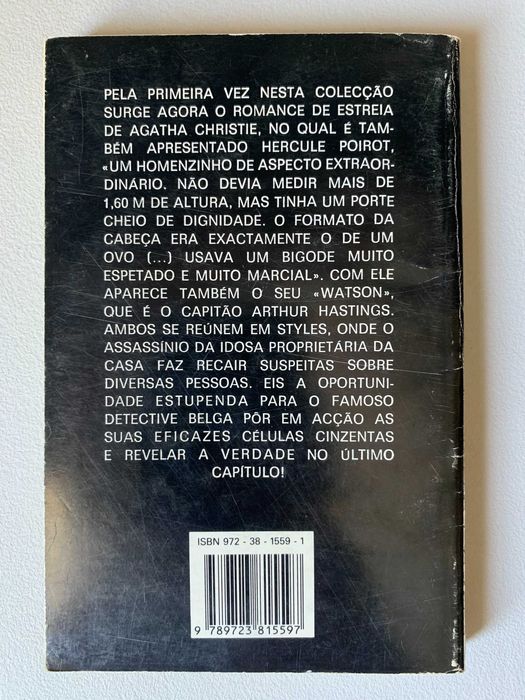 PELA PRIMEIRA VEZ NESTA COLECÇÃO
SURGE AGORA O ROMANCE DE ESTREIA
DE AGATHA CHRISTIE, NO QUAL É TAM-
BÉM APRESENTADO HERCULE POIROT,
«UM HOMENZINHO DE ASPECTO EXTRAOR-
DINÁRIO. NÃO DEVIA MEDIR MAIS DE
1,60 M DE ALTURA, MAS TINHA UM PORTE
CHEIO DE DIGNIDADE. O FORMATO DA
CABEÇA ERA EXACTAMENTE O DE UM
OVO (...) USAVA UM BIGODE MUITO
ESPETADO E MUITO MARCIAL». COM ELE
APARECE TAMBÉM O SEU «WATSON»,
QUE É O CAPITÃO ARTHUR HASTINGS.
AMBOS SE REÚNEM EM STYLES, ONDE O
ASSASSÍNIO DA IDOSA PROPRIETÁRIA DA
CASA FAZ RECAIR SUSPEITAS SOBRE
DIVERSAS PESSOAS. EIS A OPORTUNI-
DADE ESTUPENDA PARA O FAMOSO
DETECTIVE BELGA PÔR EM ACÇÃO AS
SUAS EFICAZES CÉLULAS CINZENTAS
E REVELAR A VERDADE NO ÚLTIMO
CAPÍTULO!
ISBN 972 - 38 - 1559 - 1
9 789723 815597